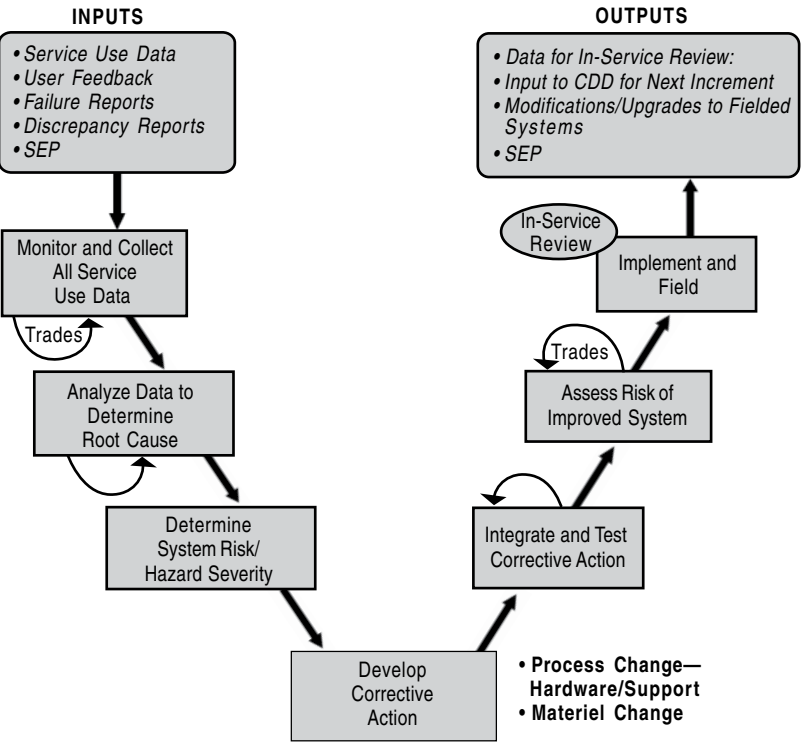 INPUTS
• Service Use Data
• User Feedback
• Failure Reports
• Discrepancy Reports
• SEP
Monitor and Collect
All Service
Use Data
Trades
Analyze Data to
Determine
Root Cause
Determine
System Risk/
Hazard Severity
Develop
Corrective
Action
• Process Change—
Hardware/Support
• Materiel Change
Integrate and Test
Corrective Action
Assess Risk of
Improved System
Trades
Implement and
Field
In-Service
Review
OUTPUTS
• Data for In-Service Review:
• Input to CDD for Next Increment
• Modifications/Upgrades to Fielded
Systems
• SEP